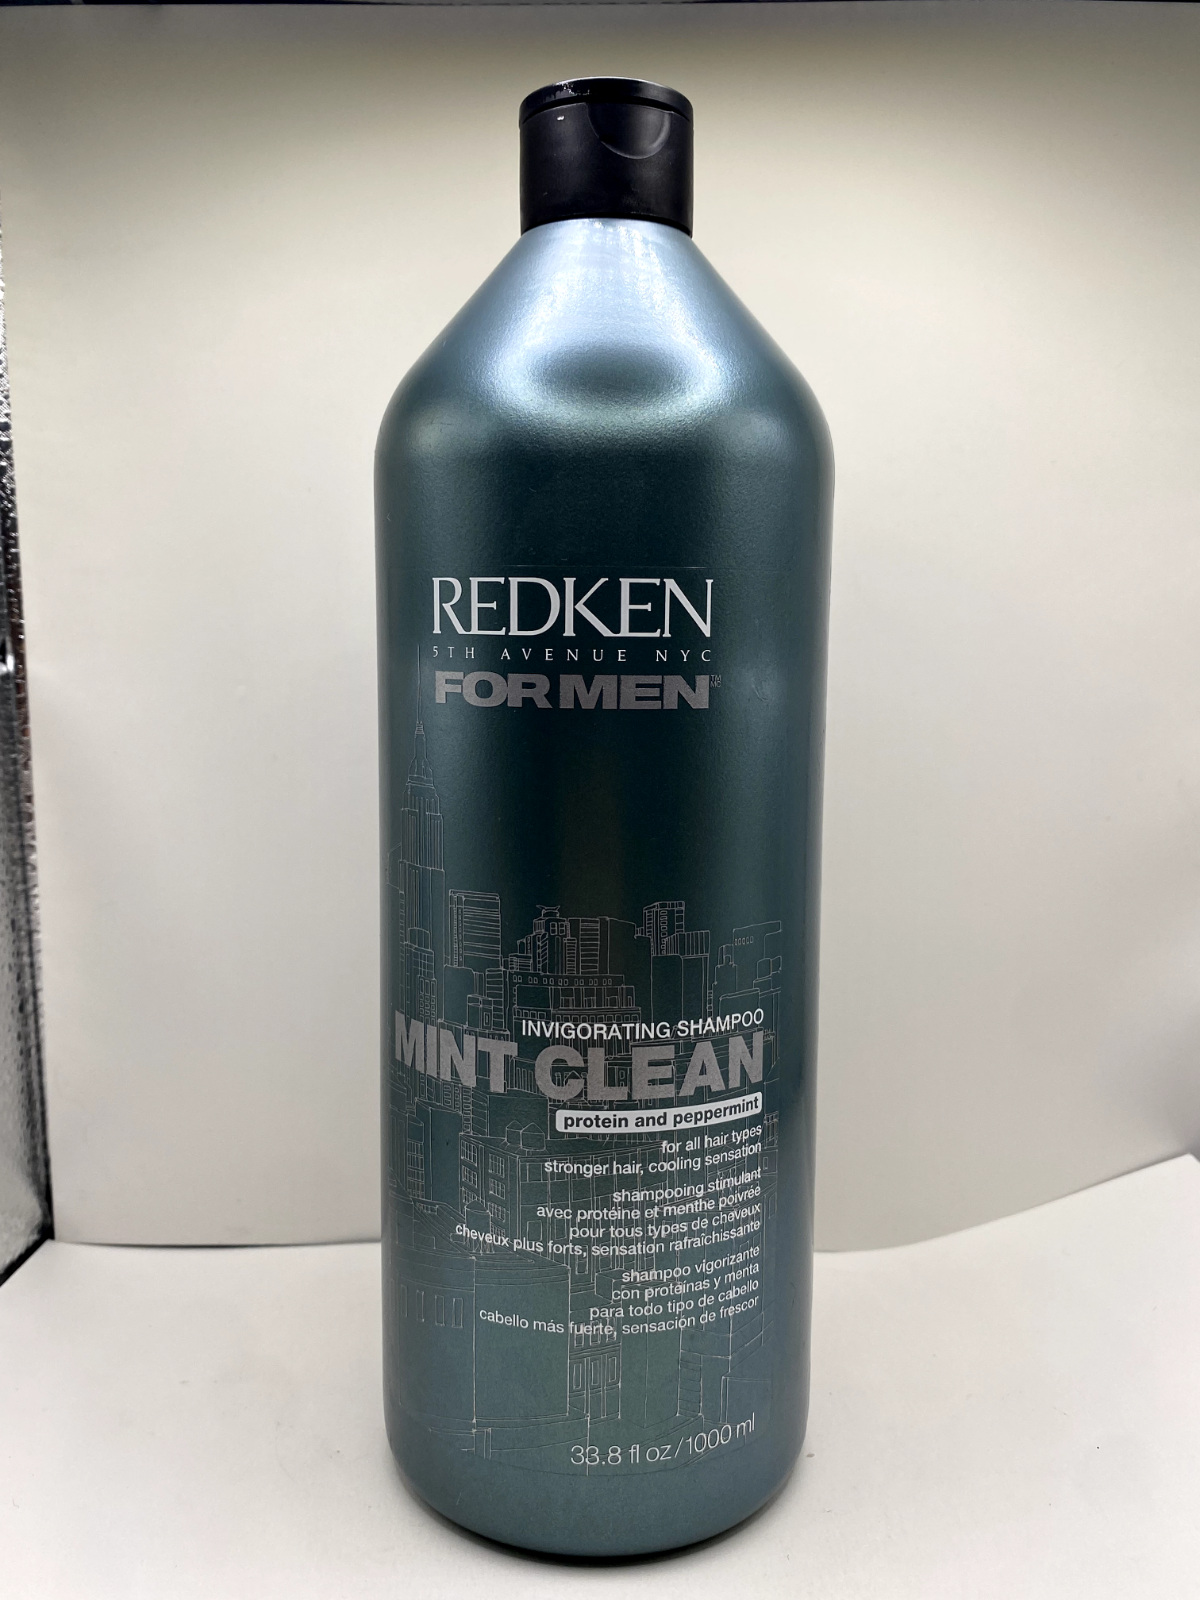 REDKEN
5TH AVENUE NYC
FOR MEN TM MC
INVIGORATING SHAMPOO
MINT CLEAN
protein and peppermint
for all hair types
stronger hair, cooling sensation
shampooing stimulant
avec protéine et menthe poivrée
pour tous types de cheveux
cheveux plus forts, sensation rafraîchissante
shampoo vigorizante
con proteínas y menta
para todo tipo de cabello
cabello más fuerte, sensación de frescor
33.8 fl oz/1000 ml